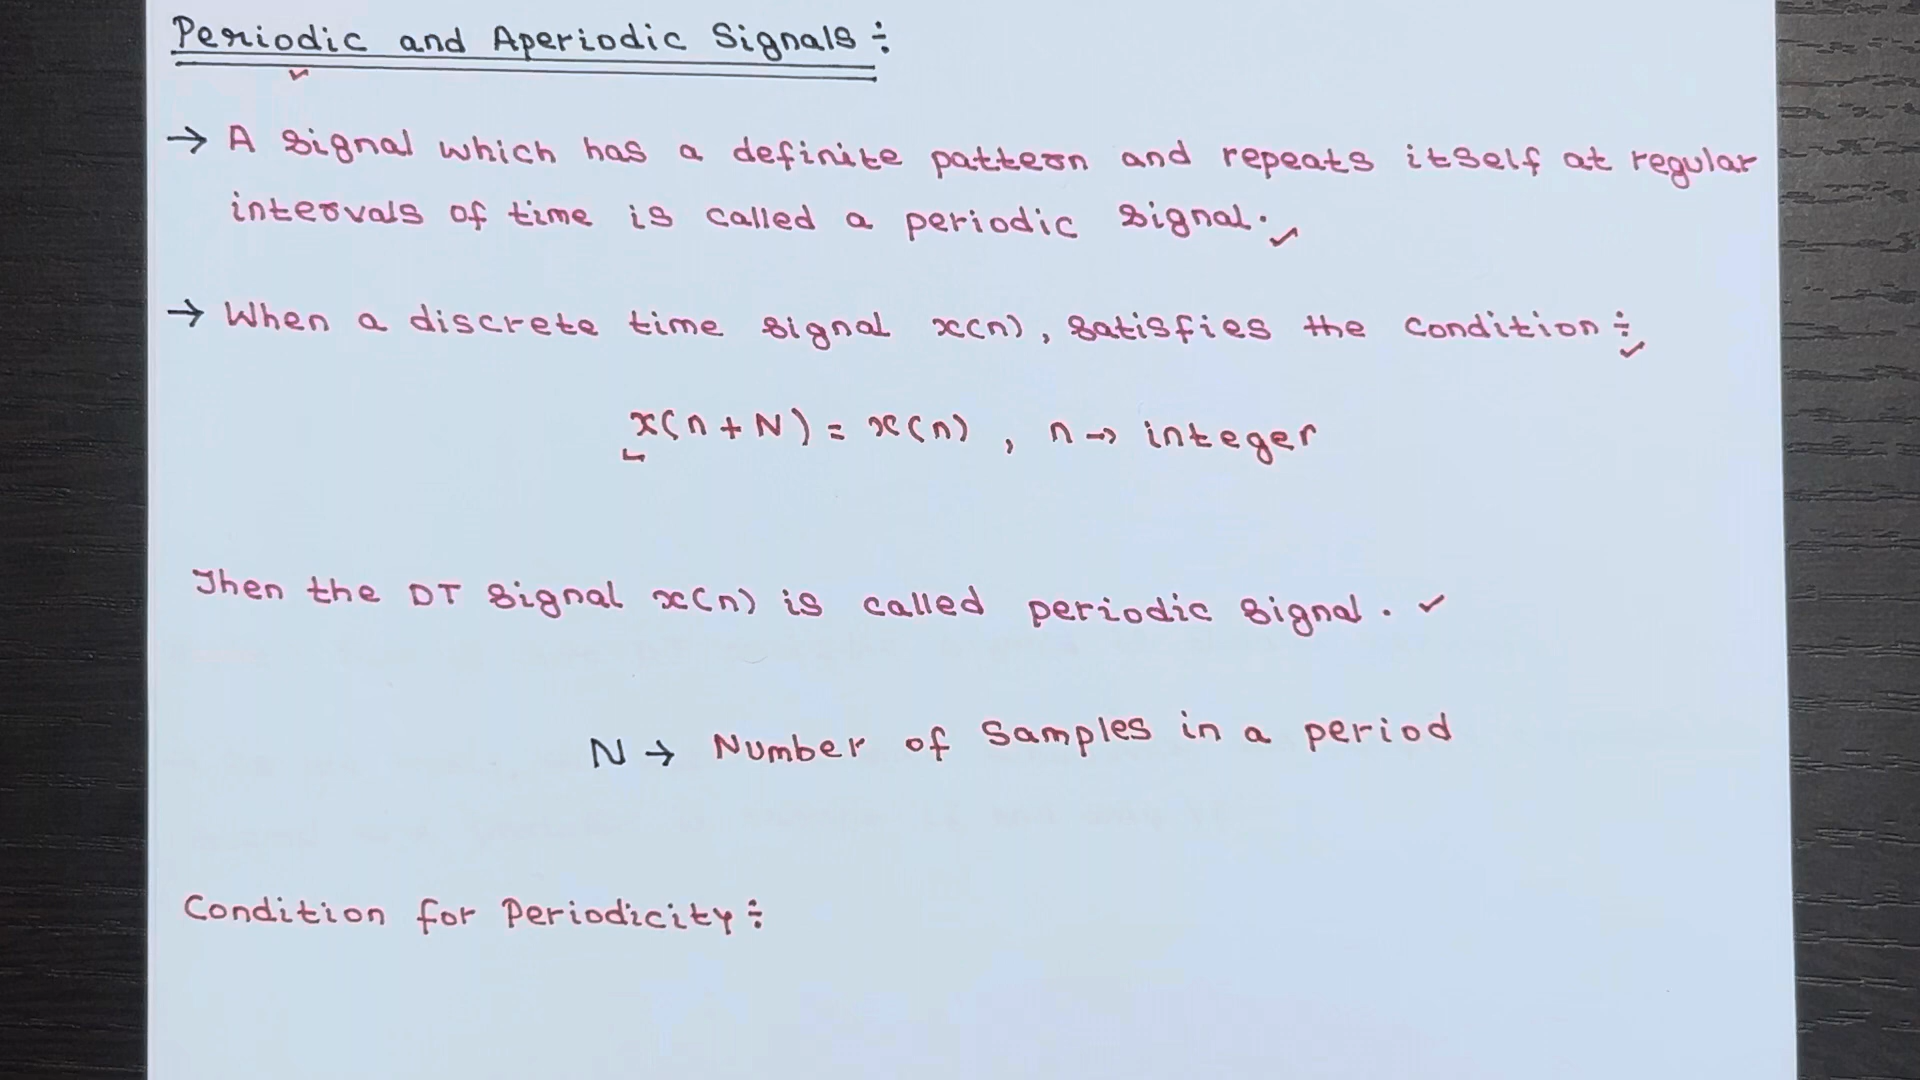 Periodic and Aperiodic Signals ÷
→ A signal which has a definite pattern and repeats itself at regular
intervals of time is called a periodic signal.
→ When a discrete time signal x(n), satisfies the condition ÷
x(n+N) = x(n) , n → integer
Then the DT signal x(n) is called periodic signal.
N → Number of samples in a period
Condition for Periodicity ÷